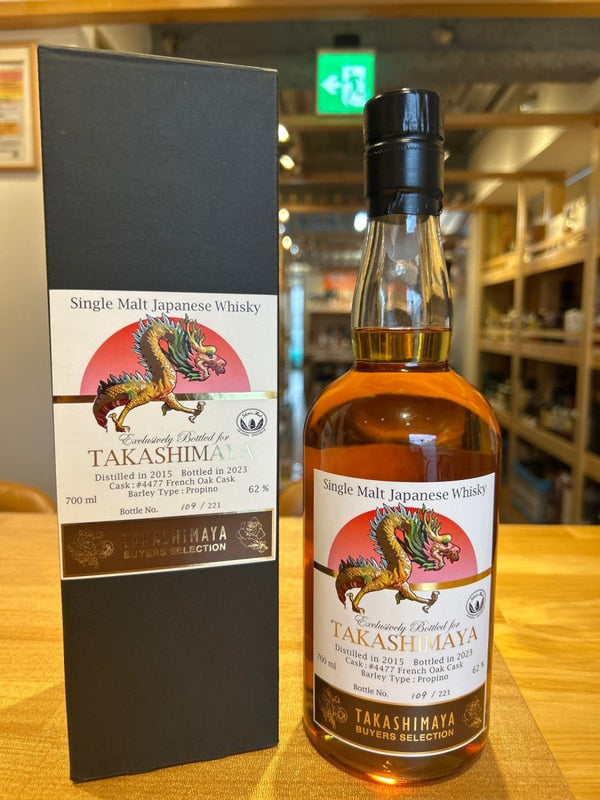 Single Malt Japanese Whisky
Exclusively Bottled for
TAKASHIMAYA
Distilled in 2015 Bottled in 2023
Cask : #4477 French Oak Cask
Barley Type : Propino
700 ml
62 %
Bottle No. 109 / 221
TAKASHIMAYA
BUYERS SELECTION
Single Malt Japanese Whisky
Exclusively Bottled for
TAKASHIMAYA
Distilled in 2015 Bottled in 2023
Cask : #4477 French Oak Cask
Barley Type : Propino
700 ml
62 %
Bottle No. 109 / 221
TAKASHIMAYA
BUYERS SELECTION